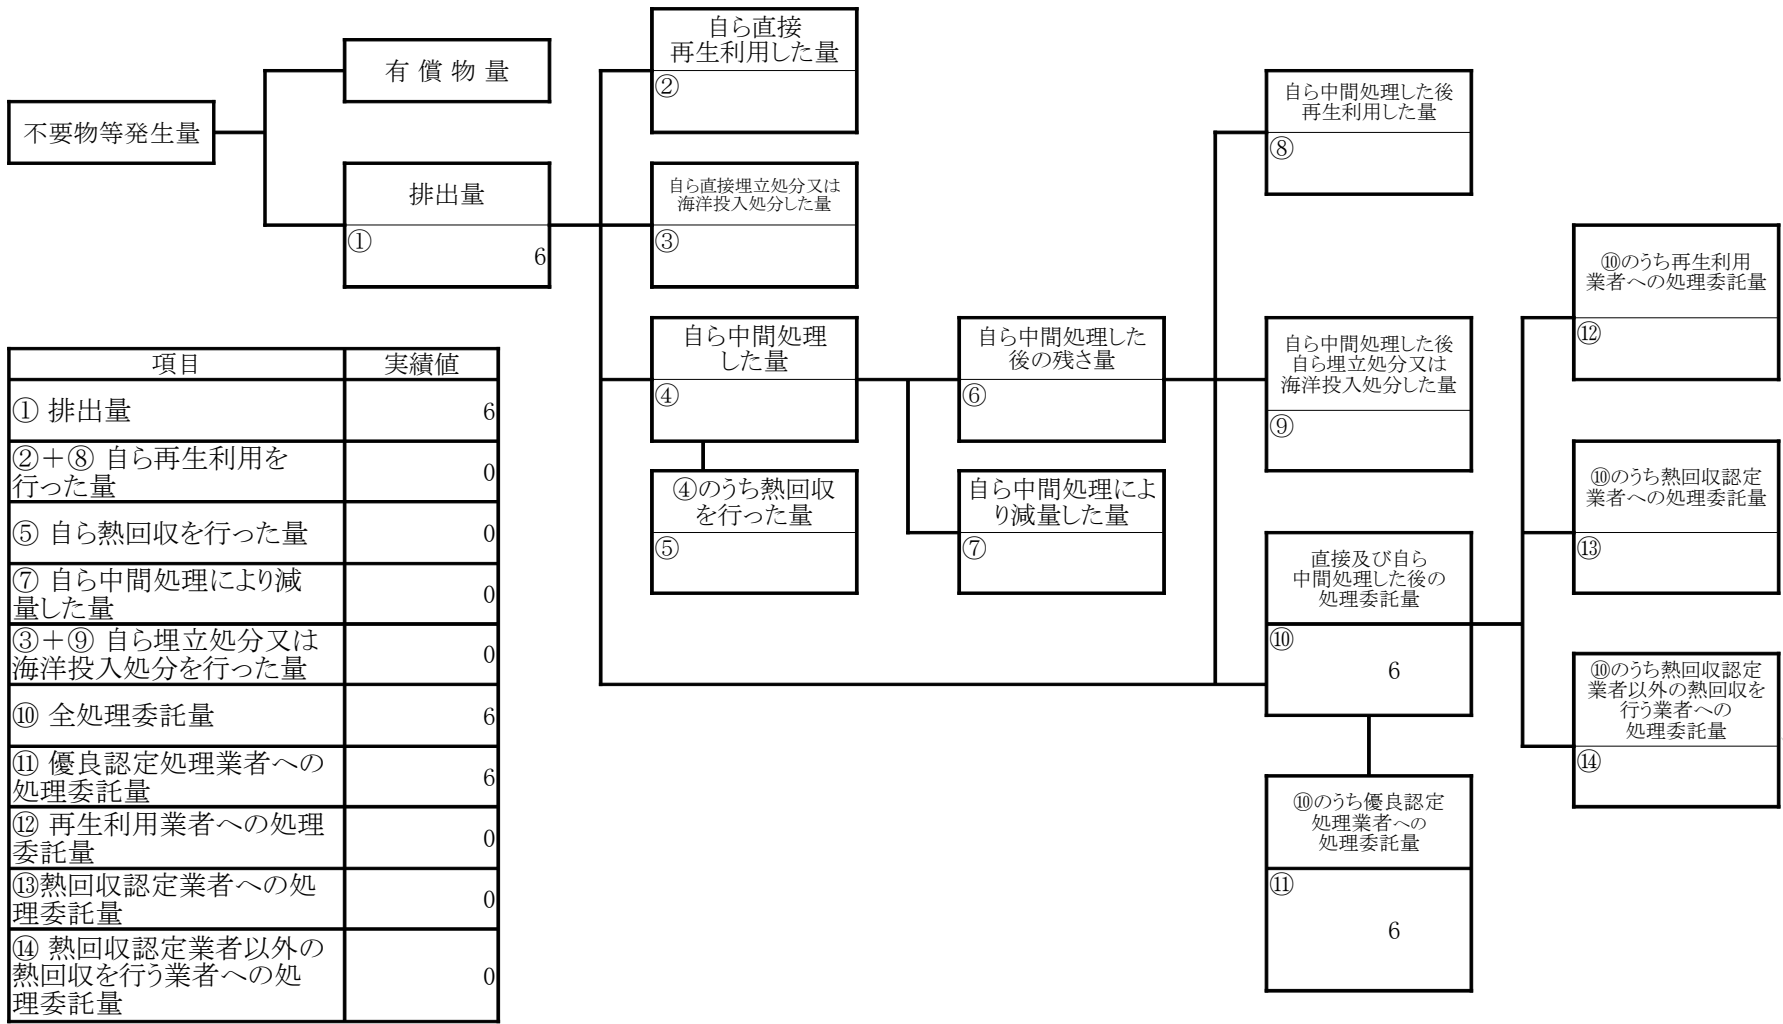 自ら直接
再生利用した量
②
有償物量
不要物等発生量
排出量
①
6
自ら直接埋立処分又は
海洋投入処分した量
③
自ら中間処理した後
再生利用した量
⑧
自ら中間処理
した量
④
自ら中間処理した
後の残さ量
⑥
自ら中間処理した後
自ら埋立処分又は
海洋投入処分した量
⑨
⑩のうち再生利用
業者への処理委託量
⑫
④のうち熱回収
を行った量
⑤
自ら中間処理によ
り減量した量
⑦
⑩のうち熱回収認定
業者への処理委託量
⑬
直接及び自ら
中間処理した後の
処理委託量
⑩
6
⑩のうち熱回収認定
業者以外の熱回収を
行う業者への
処理委託量
⑭
⑩のうち優良認定
処理業者への
処理委託量
⑪
6
項目 実績値
① 排出量 6
②＋⑧ 自ら再生利用を
行った量 0
⑤ 自ら熱回収を行った量 0
⑦ 自ら中間処理により減
量した量 0
③＋⑨ 自ら埋立処分又は
海洋投入処分を行った量 0
⑩ 全処理委託量 6
⑪ 優良認定処理業者への
処理委託量 6
⑫ 再生利用業者への処理
委託量 0
⑬熱回収認定業者への処
理委託量 0
⑭ 熱回収認定業者以外の
熱回収を行う業者への処
理委託量 0